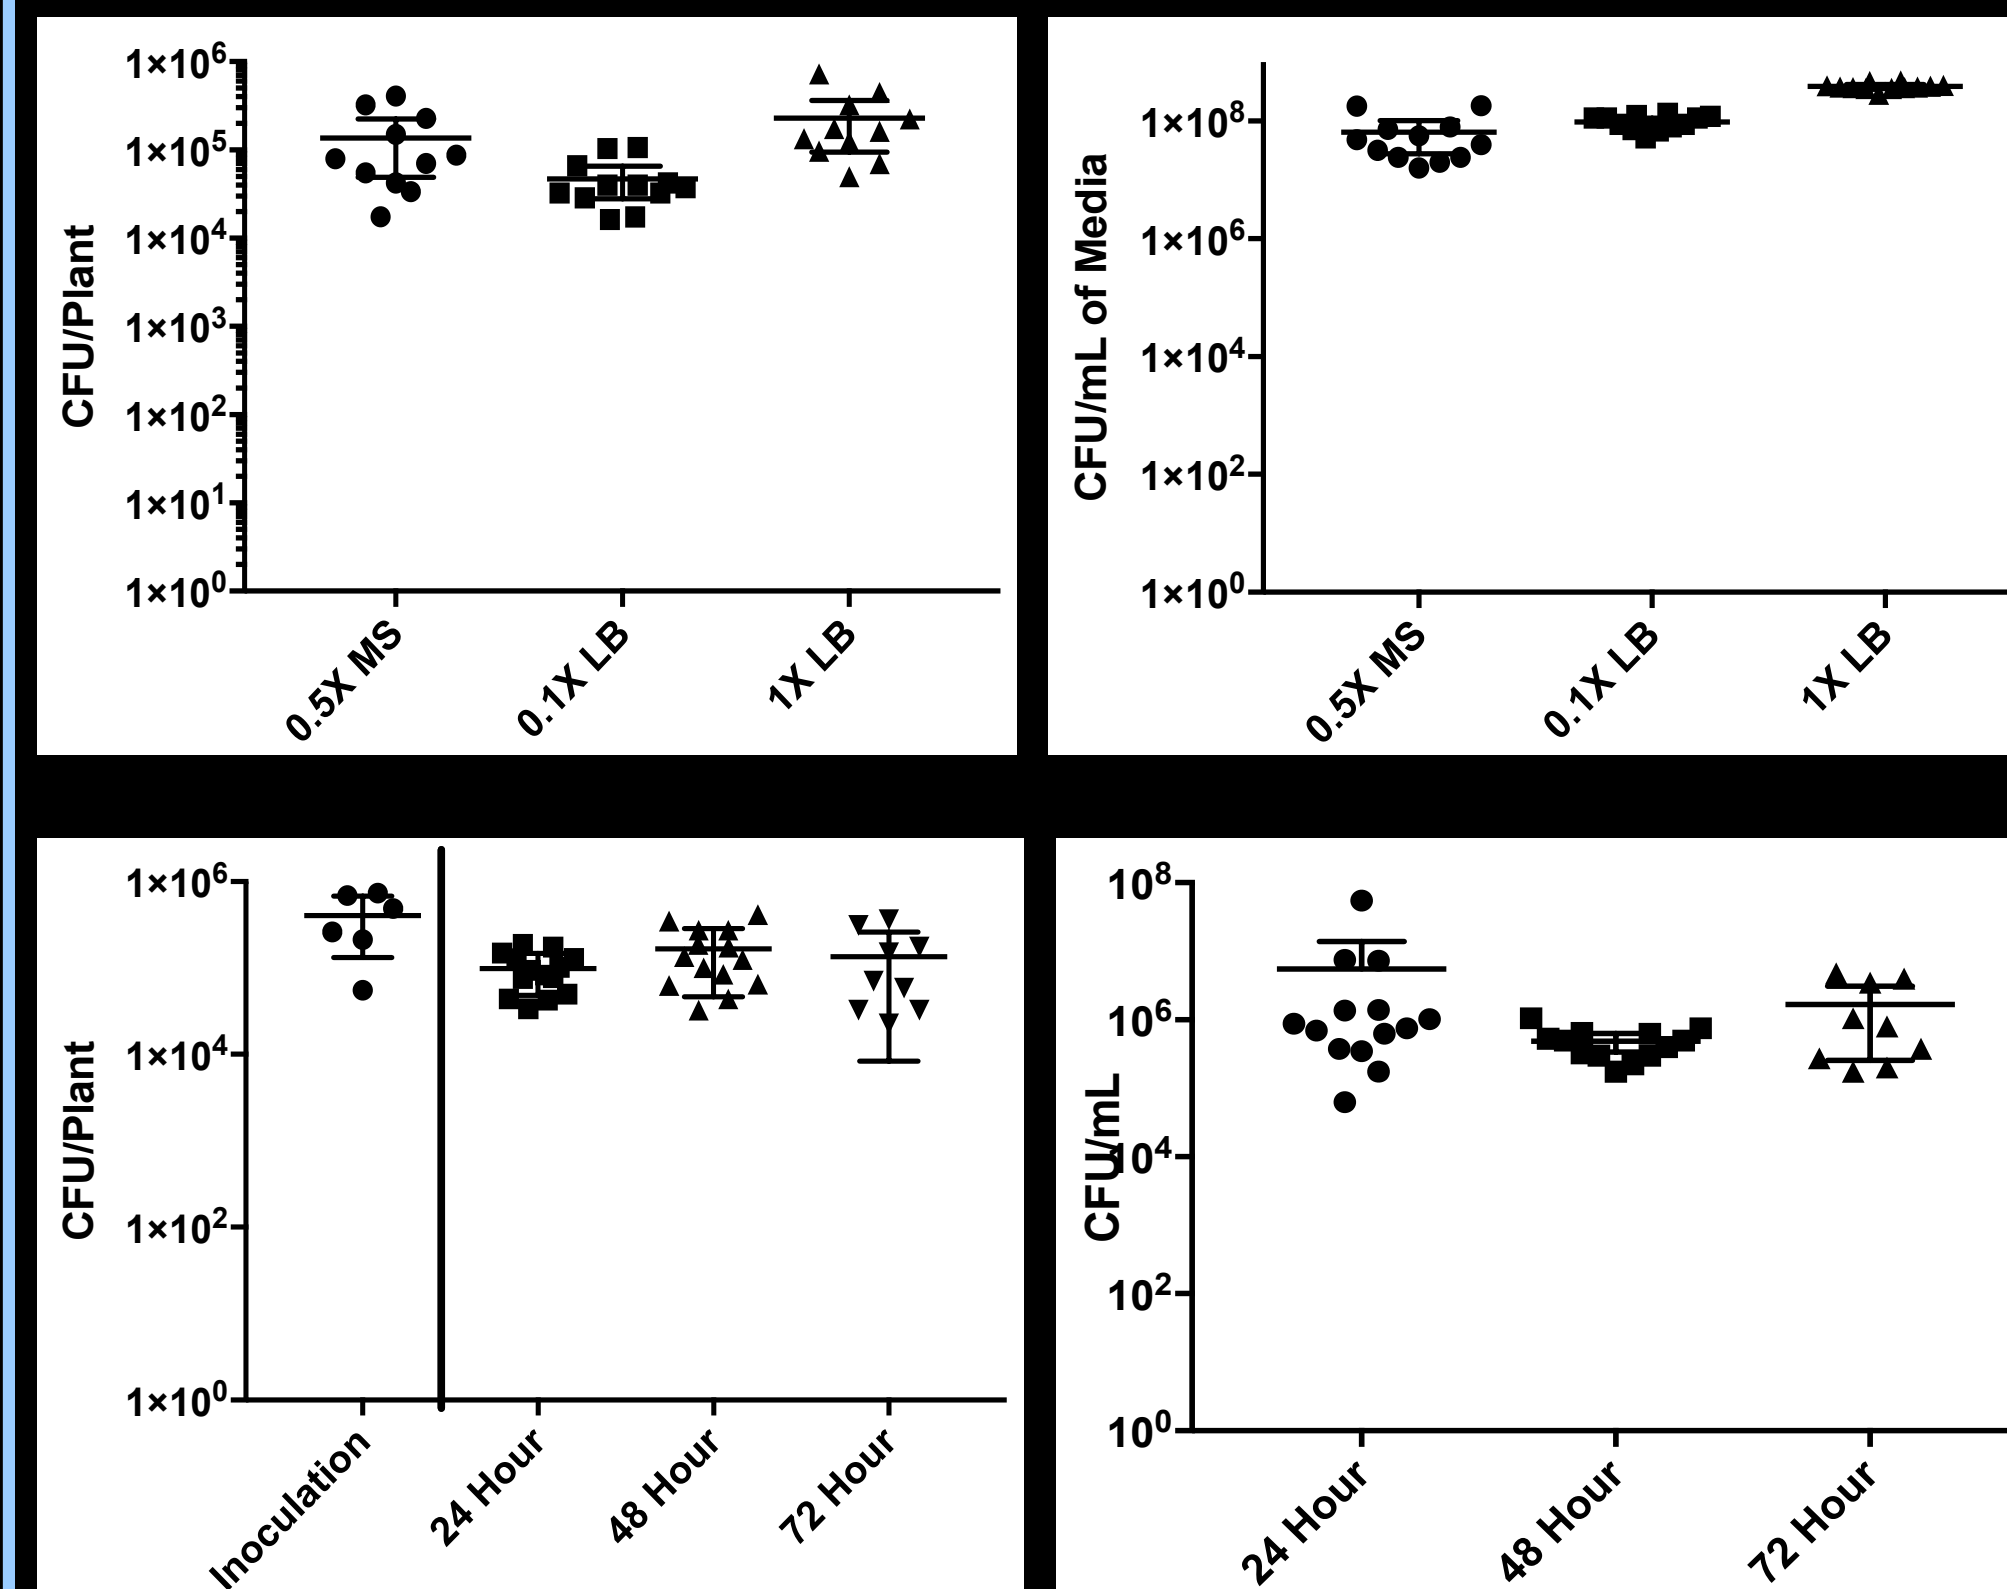 1×10⁶
1×10⁵
1×10⁴
1×10³
1×10²
1×10¹
1×10⁰
CFU/Plant
0.5X MS
0.1X LB
1X LB
1×10⁸
1×10⁶
1×10⁴
1×10²
1×10⁰
CFU/mL of Media
0.5X MS
0.1X LB
1X LB
1×10⁶
1×10⁴
1×10²
1×10⁰
CFU/Plant
Inoculation
24 Hour
48 Hour
72 Hour
10⁸
10⁶
10⁴
10²
10⁰
CFU/mL
24 Hour
48 Hour
72 Hour